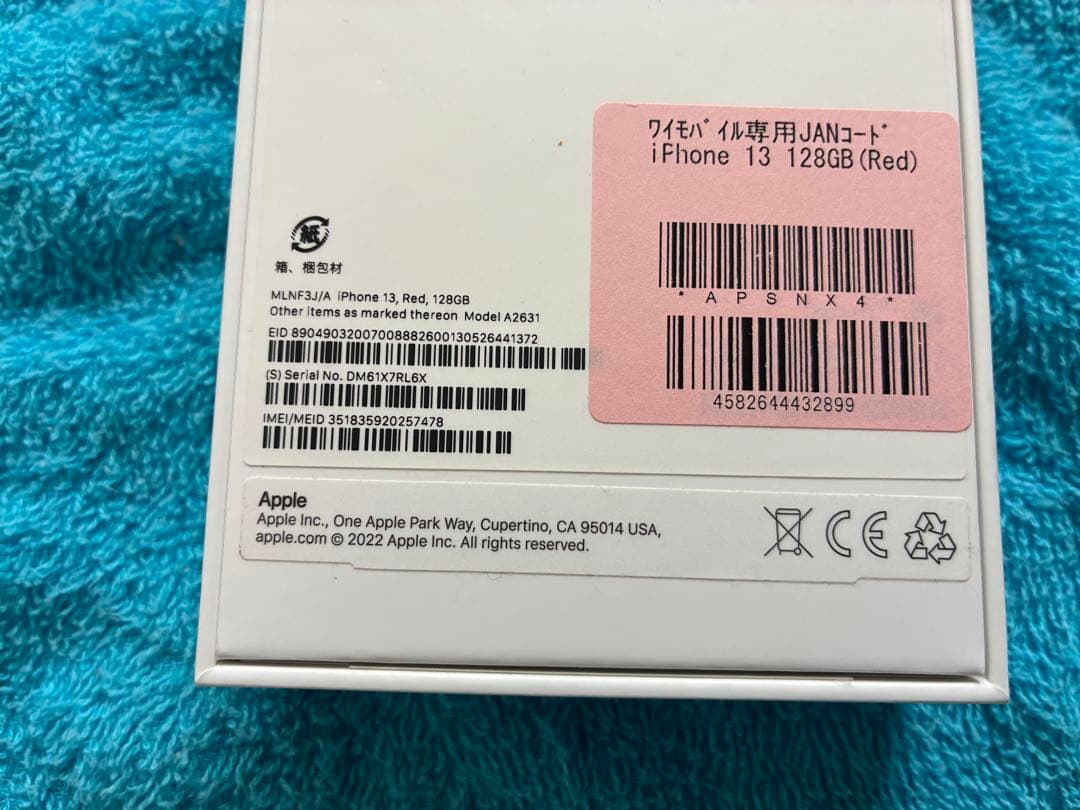 ワイモバイル専用JANコード
iPhone 13 128GB(Red)
*APSNX4*
4582644432899
紙
箱、梱包材
MLNF3J/A iPhone 13, Red, 128GB
Other items as marked thereon Model A2631
EID 89049032007008882600130526441372
(S) Serial No. DM61X7RL6X
IMEI/MEID 351835920257478
Apple
Apple Inc., One Apple Park Way, Cupertino, CA 95014 USA,
apple.com © 2022 Apple Inc. All rights reserved.
CE